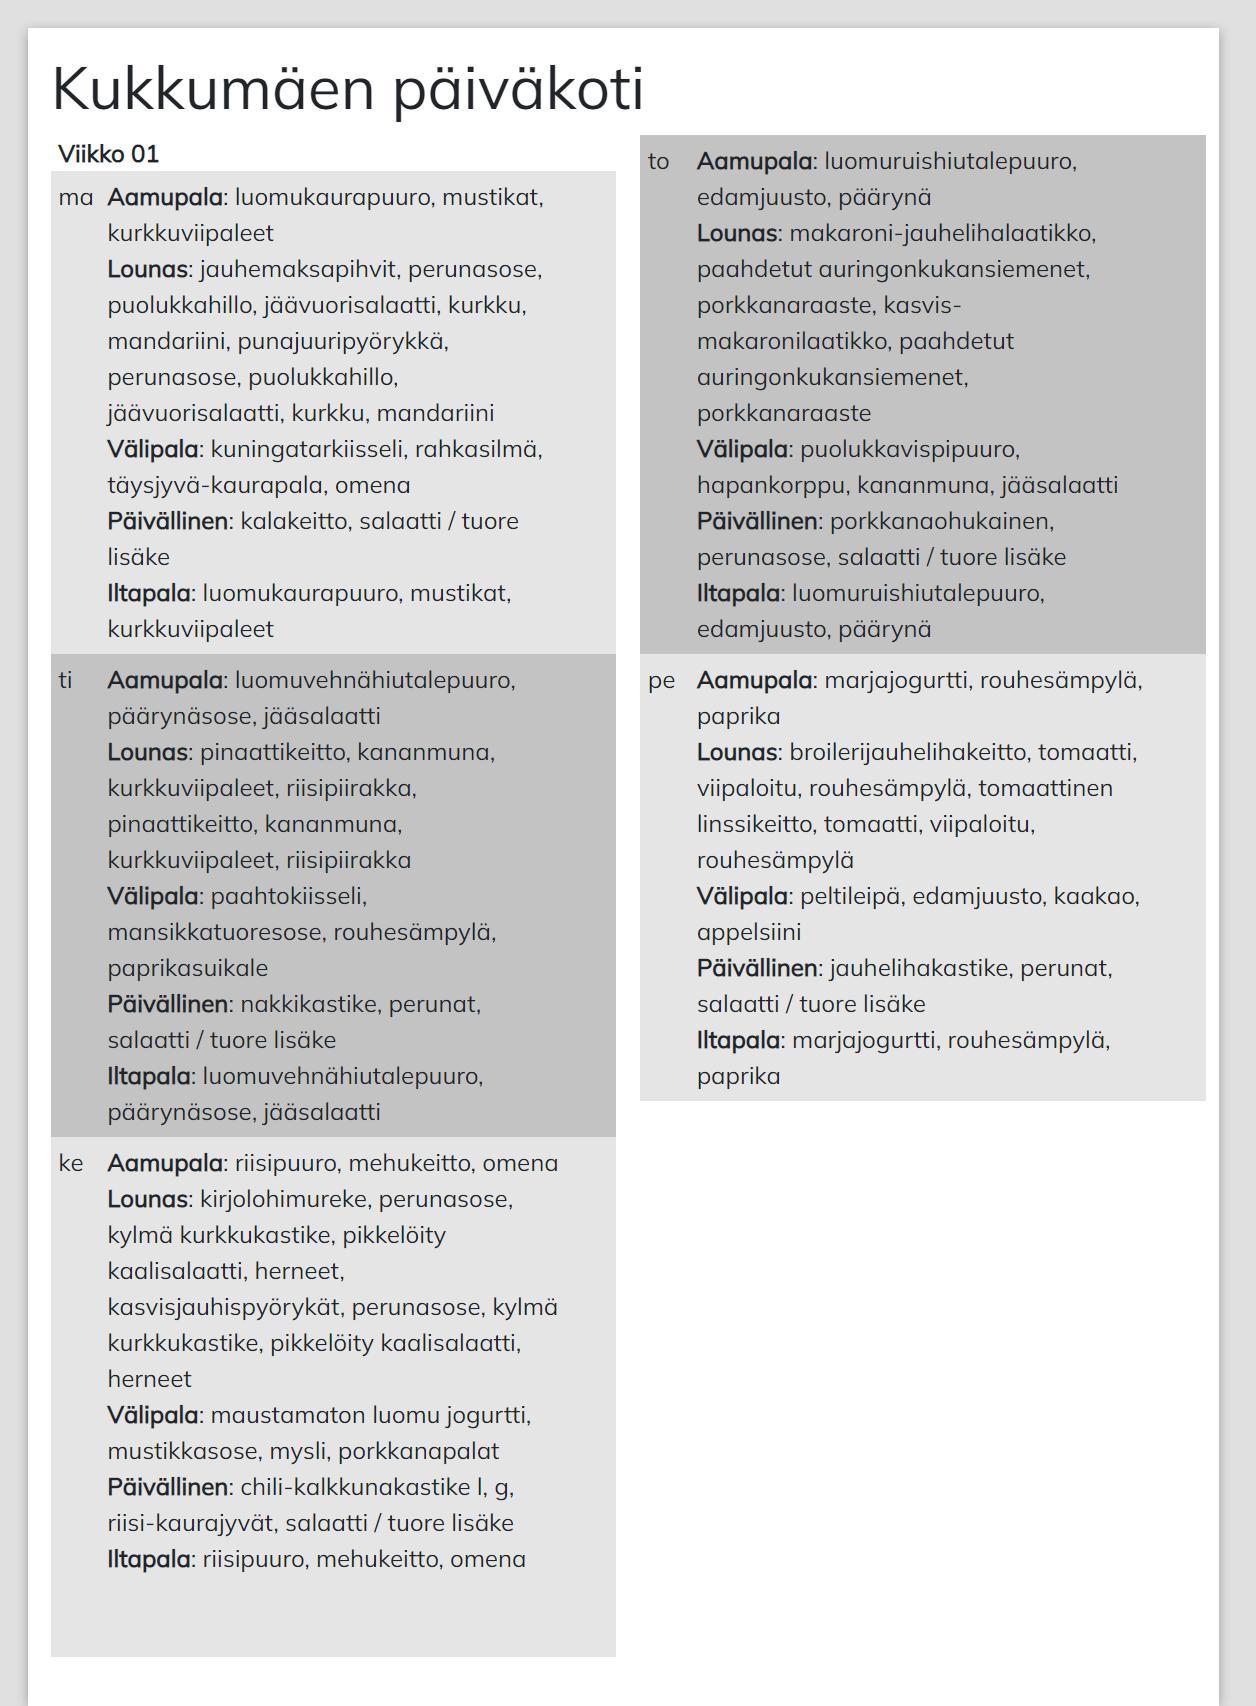 Kukkumäen päiväkoti
Viikko 01
ma Aamupala: luomukaurapuuro, mustikat,
kurkkuviipaleet
Lounas: jauhemaksapihvit, perunasose,
puolukkahillo, jäävuorisalaatti, kurkku,
mandariini, punajuuripyörykkä,
perunasose, puolukkahillo,
jäävuorisalaatti, kurkku, mandariini
Välipala: kuningatarkiisseli, rahkasilmä,
täysjyvä-kaurapala, omena
Päivällinen: kalakeitto, salaatti / tuore
lisäke
Iltapala: luomukaurapuuro, mustikat,
kurkkuviipaleet
ti Aamupala: luomuvehnähiutalepuuro,
päärynäsose, jääsalaatti
Lounas: pinaattikeitto, kananmuna,
kurkkuviipaleet, riisipiirakka,
pinaattikeitto, kananmuna,
kurkkuviipaleet, riisipiirakka
Välipala: paahtokiisseli,
mansikkatuoresose, rouhesämpylä,
paprikasuikale
Päivällinen: nakkikastike, perunat,
salaatti / tuore lisäke
Iltapala: luomuvehnähiutalepuuro,
päärynäsose, jääsalaatti
ke Aamupala: riisipuuro, mehukeitto, omena
Lounas: kirjolohimureke, perunasose,
kylmä kurkkukastike, pikkelöity
kaalisalaatti, herneet,
kasvisjauhispyörykät, perunasose, kylmä
kurkkukastike, pikkelöity kaalisalaatti,
herneet
Välipala: maustamaton luomu jogurtti,
mustikkasose, mysli, porkkanapalat
Päivällinen: chili-kalkkunakastike l, g,
riisi-kaurajyvät, salaatti / tuore lisäke
Iltapala: riisipuuro, mehukeitto, omena
to Aamupala: luomuruishiutalepuuro,
edamjuusto, päärynä
Lounas: makaroni-jauhelihalaatikko,
paahdetut auringonkukansiemenet,
porkkanaraaste, kasvis-
makaronilaatikko, paahdetut
auringonkukansiemenet,
porkkanaraaste
Välipala: puolukkavispipuuro,
hapankorppu, kananmuna, jääsalaatti
Päivällinen: porkkanaohukainen,
perunasose, salaatti / tuore lisäke
Iltapala: luomuruishiutalepuuro,
edamjuusto, päärynä
pe Aamupala: marjajogurtti, rouhesämpylä,
paprika
Lounas: broilerijauhelihakeitto, tomaatti,
viipaloitu, rouhesämpylä, tomaattinen
linssikeitto, tomaatti, viipaloitu,
rouhesämpylä
Välipala: peltileipä, edamjuusto, kaakao,
appelsiini
Päivällinen: jauhelihakastike, perunat,
salaatti / tuore lisäke
Iltapala: marjajogurtti, rouhesämpylä,
paprika